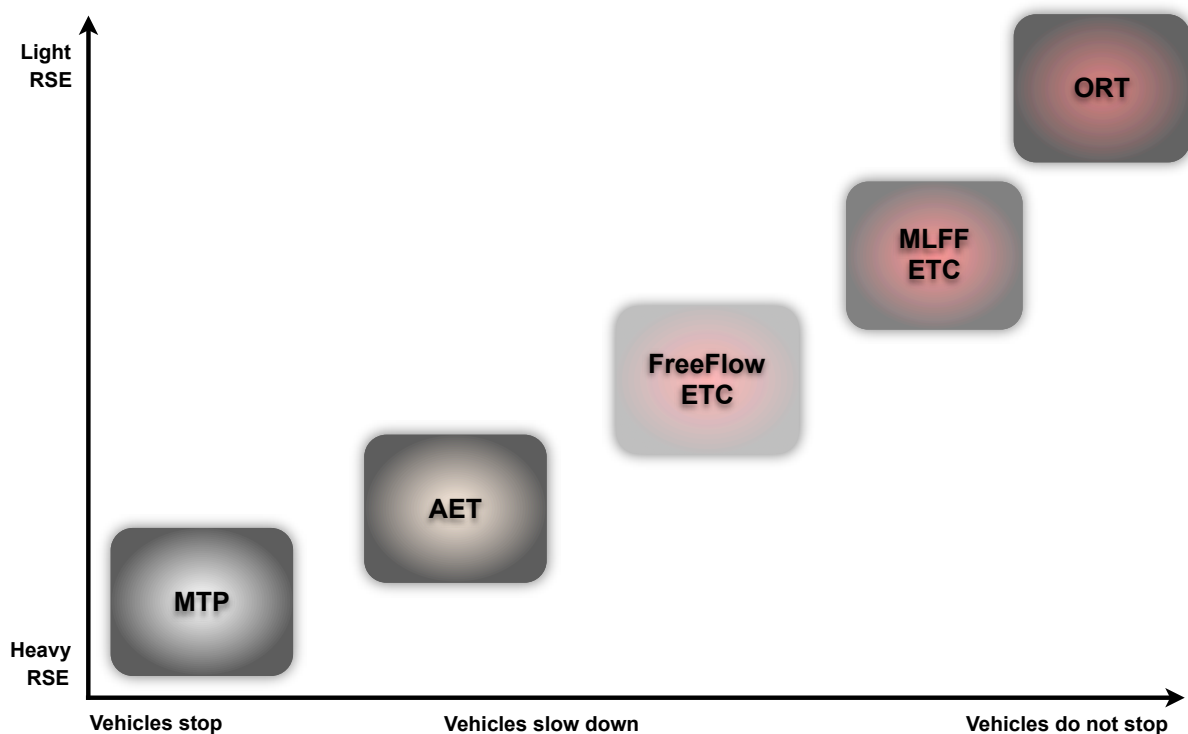 Light
RSE
ORT
MLFF
ETC
FreeFlow
ETC
AET
MTP
Heavy
RSE
Vehicles stop
Vehicles slow down
Vehicles do not stop